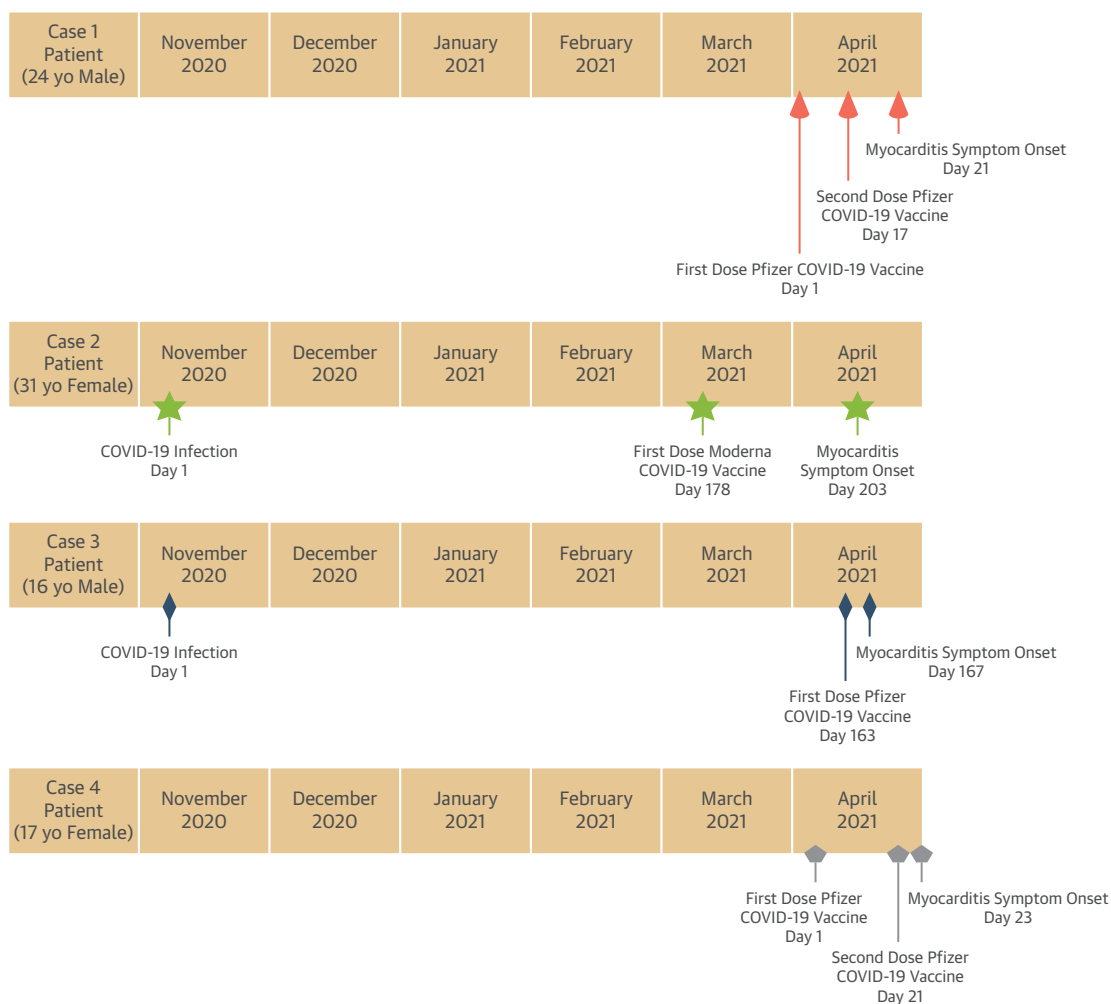 Case 1
Patient
(24 yo Male)
November
2020
December
2020
January
2021
February
2021
March
2021
April
2021
Myocarditis Symptom Onset
Day 21
Second Dose Pfizer
COVID-19 Vaccine
Day 17
First Dose Pfizer COVID-19 Vaccine
Day 1
Case 2
Patient
(31 yo Female)
November
2020
December
2020
January
2021
February
2021
March
2021
April
2021
COVID-19 Infection
Day 1
First Dose Moderna
COVID-19 Vaccine
Day 178
Myocarditis
Symptom Onset
Day 203
Case 3
Patient
(16 yo Male)
November
2020
December
2020
January
2021
February
2021
March
2021
April
2021
COVID-19 Infection
Day 1
Myocarditis Symptom Onset
Day 167
First Dose Pfizer
COVID-19 Vaccine
Day 163
Case 4
Patient
(17 yo Female)
November
2020
December
2020
January
2021
February
2021
March
2021
April
2021
First Dose Pfizer
COVID-19 Vaccine
Day 1
Myocarditis Symptom Onset
Day 23
Second Dose Pfizer
COVID-19 Vaccine
Day 21